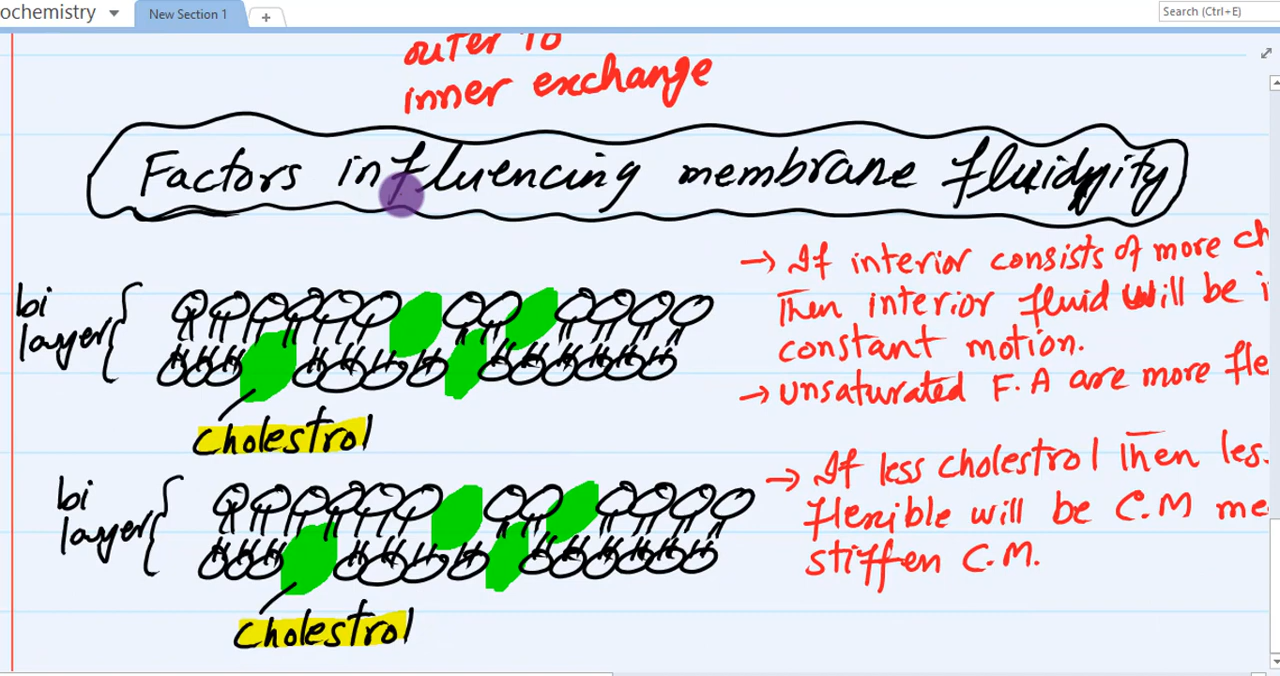 ochemistry
New Section 1
+
Search (Ctrl+E)
outer to
inner exchange
Factors influencing membrane fluidity
bi
layer
Cholestrol
→ If interior consists of more ch
Then interior fluid will be i
constant motion.
→ unsaturated F.A are more fle
bi
layer
Cholestrol
→ If less cholestrol Then les.
flexible will be C.M me
stiffen C.M.